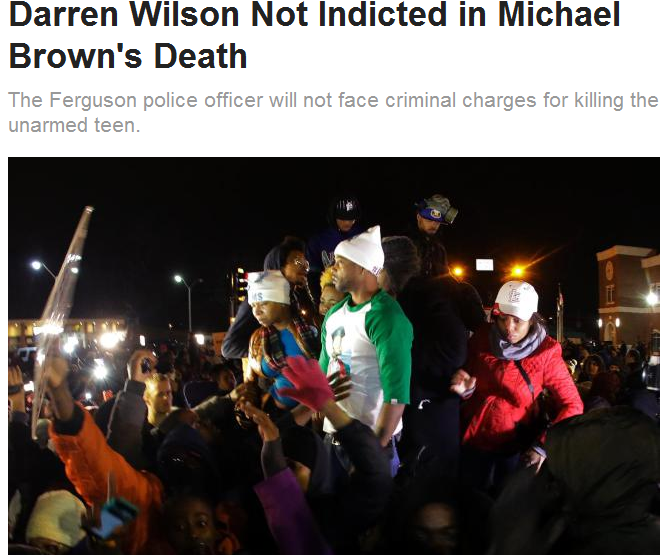 Darren Wilson Not Indicted in Michael
Brown's Death
The Ferguson police officer will not face criminal charges for killing the
unarmed teen.